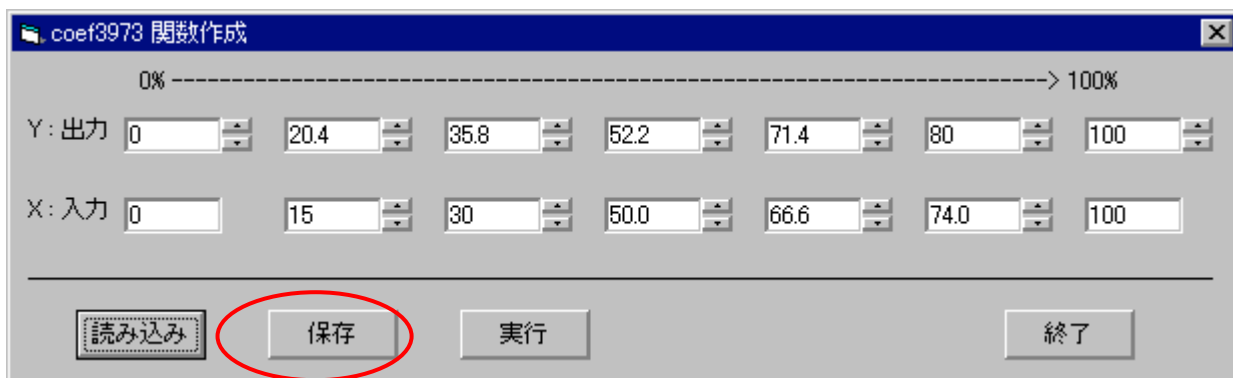 coef3973 関数作成
0% ------------------------------------------------------------------------> 100%
Y : 出力 0 20.4 35.8 52.2 71.4 80 100
X : 入力 0 15 30 50.0 66.6 74.0 100
読み込み 保存 実行 終了